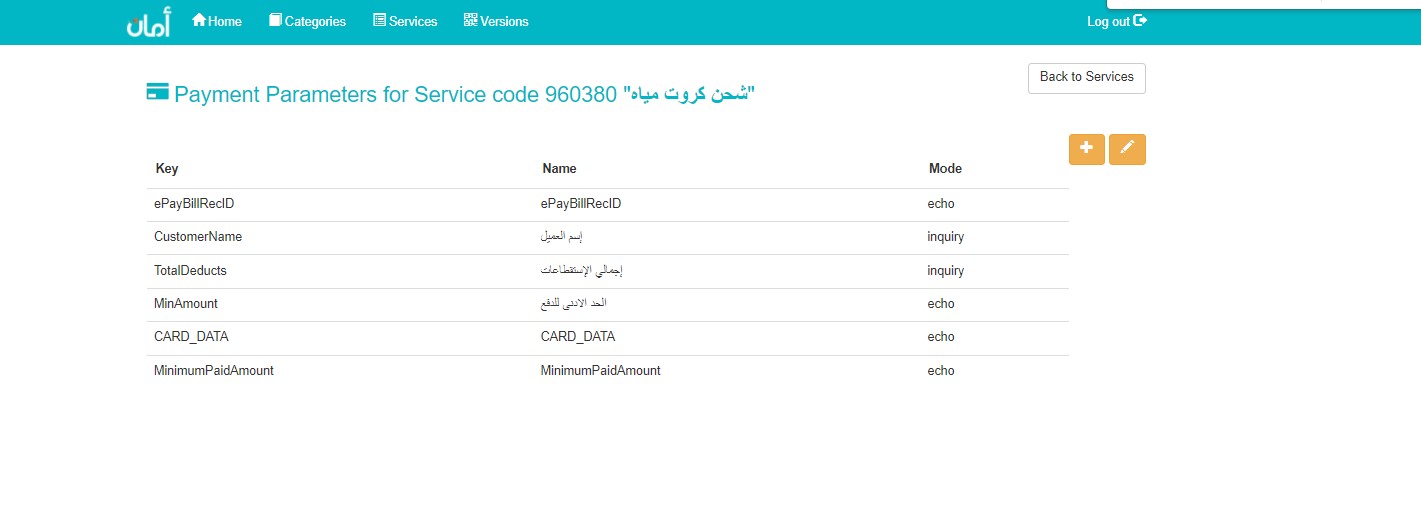 أمان Home Categories Services Versions Log out
Back to Services
Payment Parameters for Service code 960380 "شحن كروت مياه"
Key Name Mode
ePayBillRecID ePayBillRecID echo
CustomerName إسم العميل inquiry
TotalDeducts إجمالي الإستقطاعات inquiry
MinAmount الحد الادنى للدفع echo
CARD_DATA CARD_DATA echo
MinimumPaidAmount MinimumPaidAmount echo